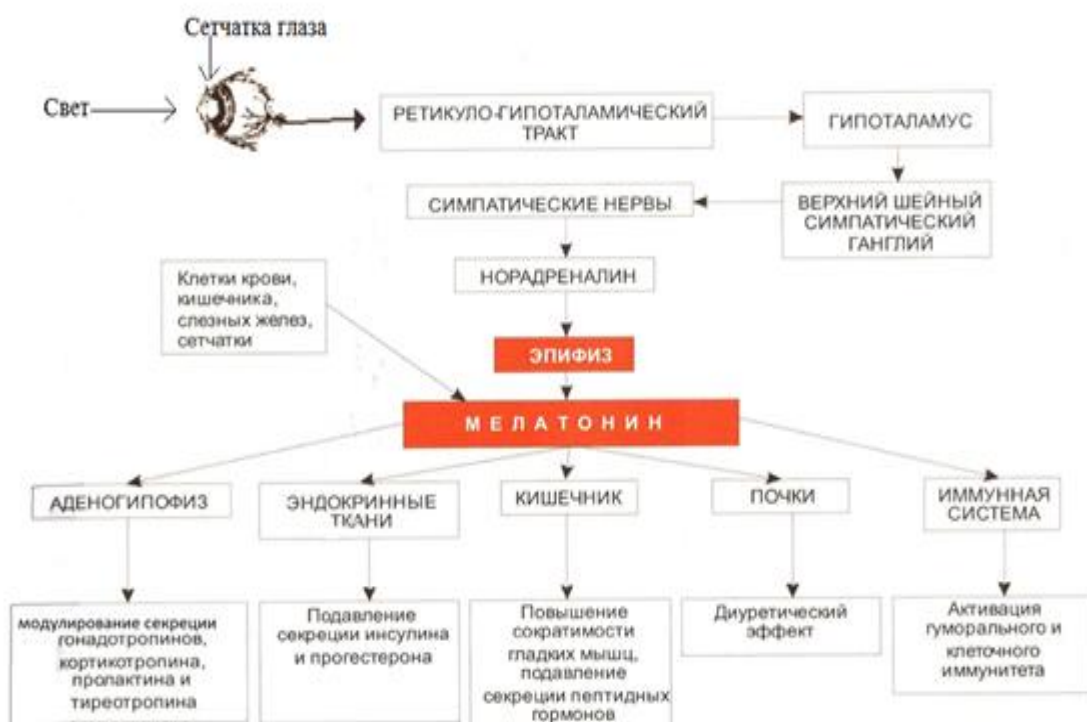 Сетчатка глаза
Свет
РЕТИКУЛО-ГИПОТАЛАМИЧЕСКИЙ
ТРАКТ
ГИПОТАЛАМУС
СИМПАТИЧЕСКИЕ НЕРВЫ
ВЕРХНИЙ ШЕЙНЫЙ
СИМПАТИЧЕСКИЙ
ГАНГЛИЙ
Клетки крови,
кишечника,
слезных желез,
сетчатки
НОРАДРЕНАЛИН
ЭПИФИЗ
МЕЛАТОНИН
АДЕНОГИПОФИЗ
ЭНДОКРИННЫЕ
ТКАНИ
КИШЕЧНИК
ПОЧКИ
ИММУННАЯ
СИСТЕМА
модулирование секреции
гонадотропинов,
кортикотропина,
пролактина и
тиреотропина
Подавление
секреции инсулина
и прогестерона
Повышение
сократимости
гладких мышц,
подавление
секреции пептидных
гормонов
Диуретический
эффект
Активация
гуморального и
клеточного
иммунитета